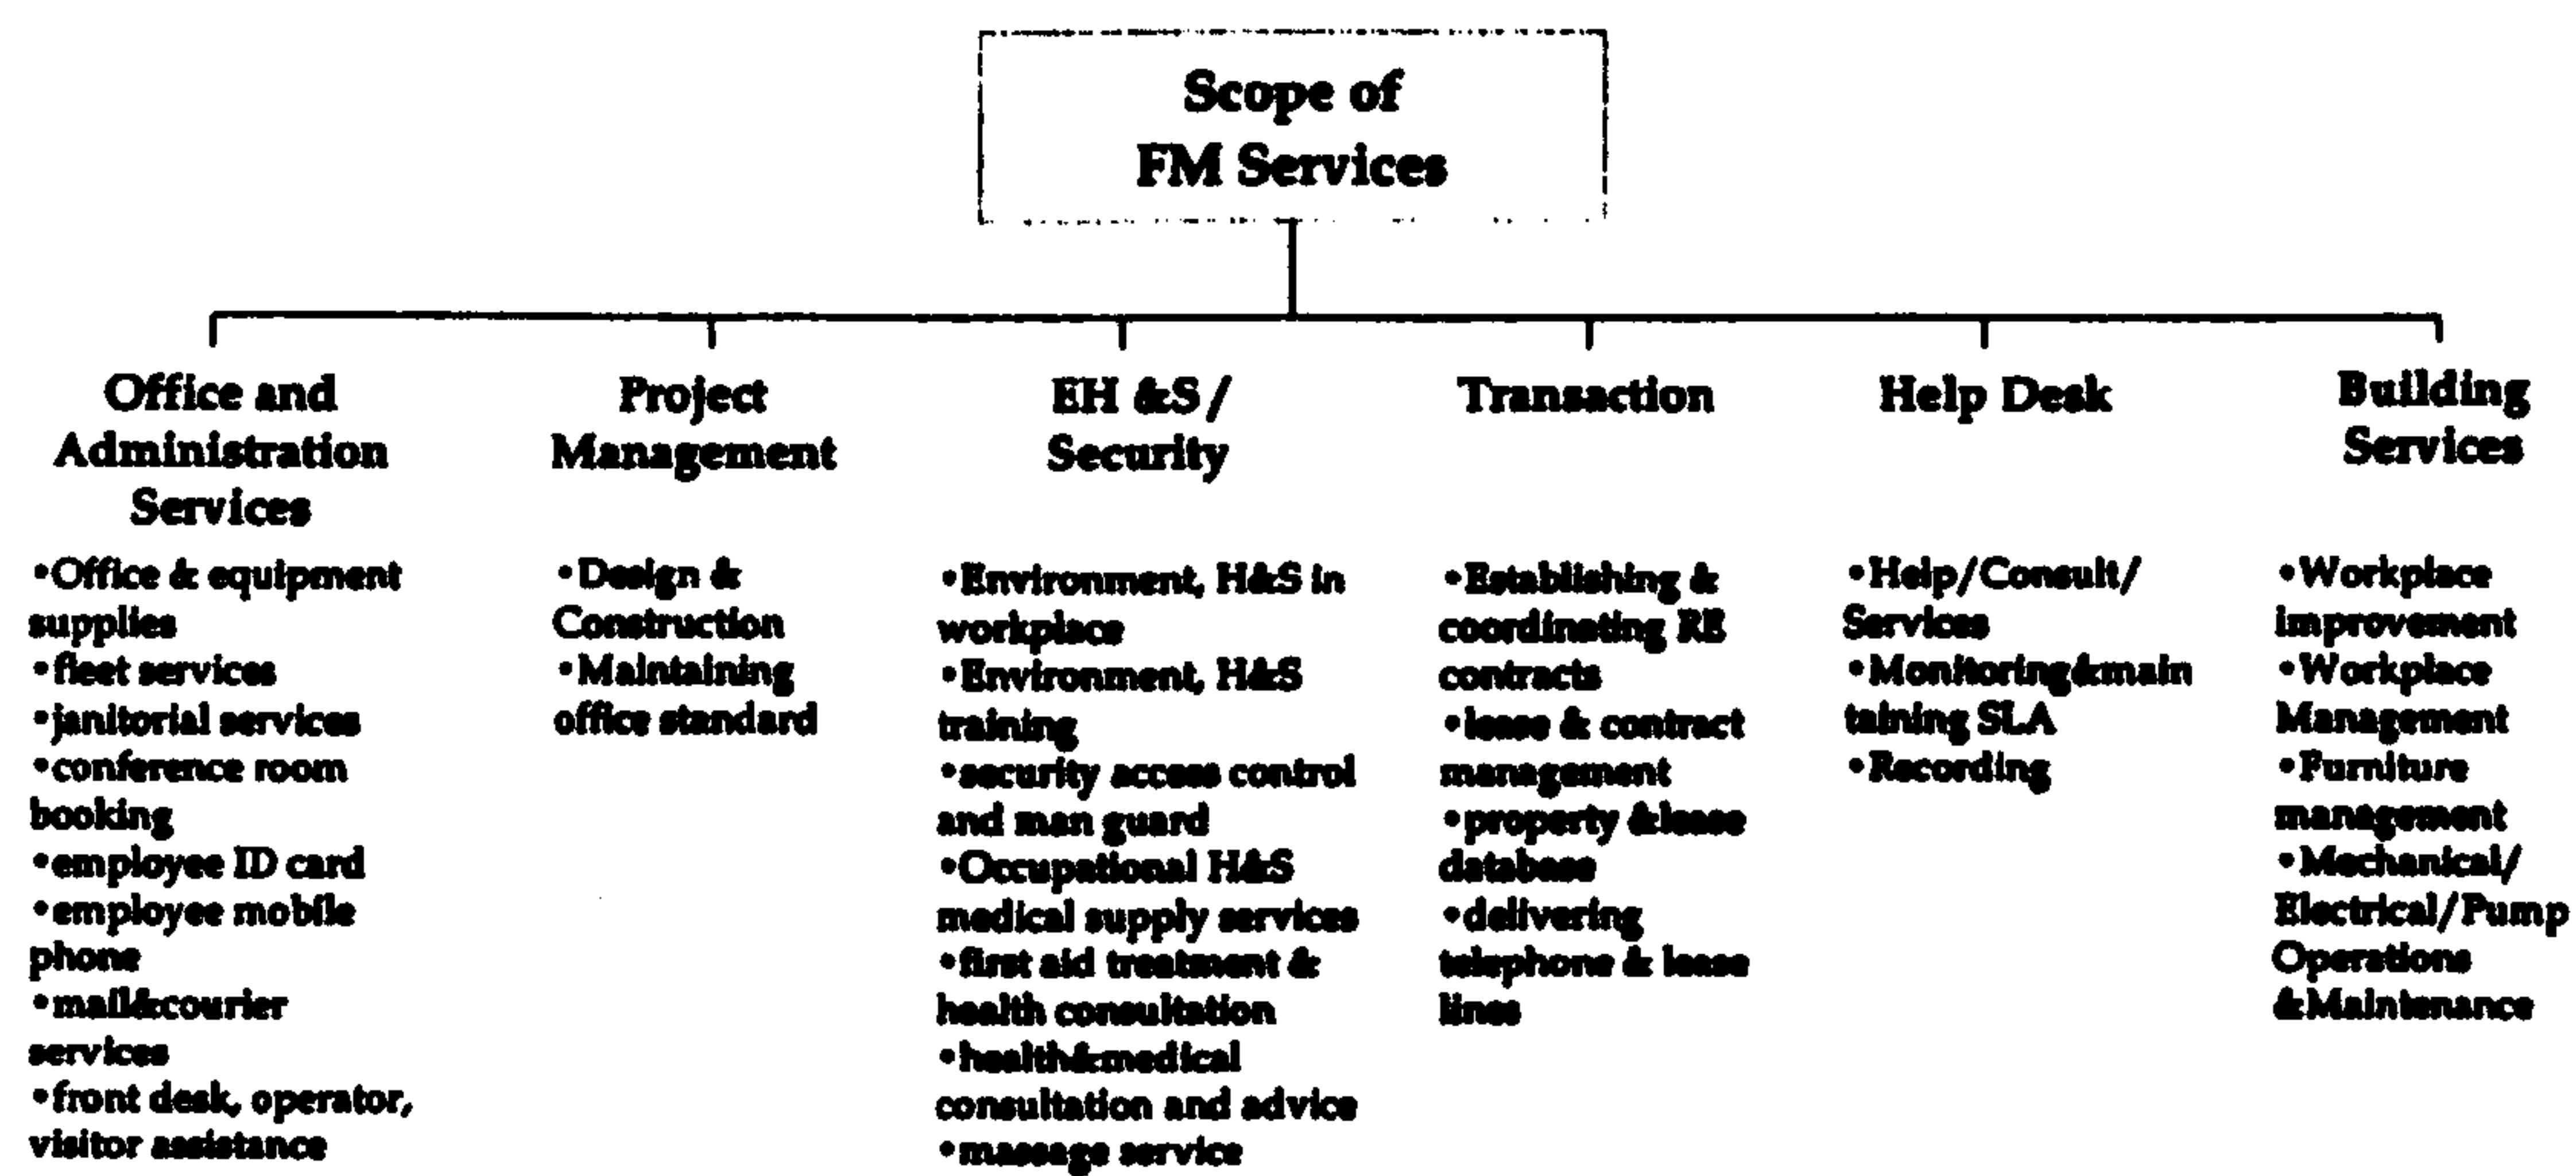 Scope of
FM Services
Office and
Administration
Services
•Office & equipment
supplies
•fleet services
•janitorial services
•conference room
booking
•employee ID card
•employee mobile
phone
•mail&courier
services
•front desk, operator,
visitor assistance
Project
Management
•Design &
Construction
•Maintaining
office standard
EH &S/
Security
•Environment, H&S in
workplace
•Environment, H&S
training
•security access control
and man guard
•Occupational H&S
medical supply services
•first aid treatment &
health consultation
•health&medical
consultation and advice
•massage service
Transaction
•Establishing &
coordinating RE
contracts
•lease & contract
management
•property &lease
database
•delivering
telephone & lease
lines
Help Desk
•Help/Consult/
Services
•Monitoring&main
taining SLA
•Recording
Building
Services
•Workplace
improvement
•Workplace
Management
•Furniture
management
•Mechanical/
Electrical/Pump
Operations
&Maintenance